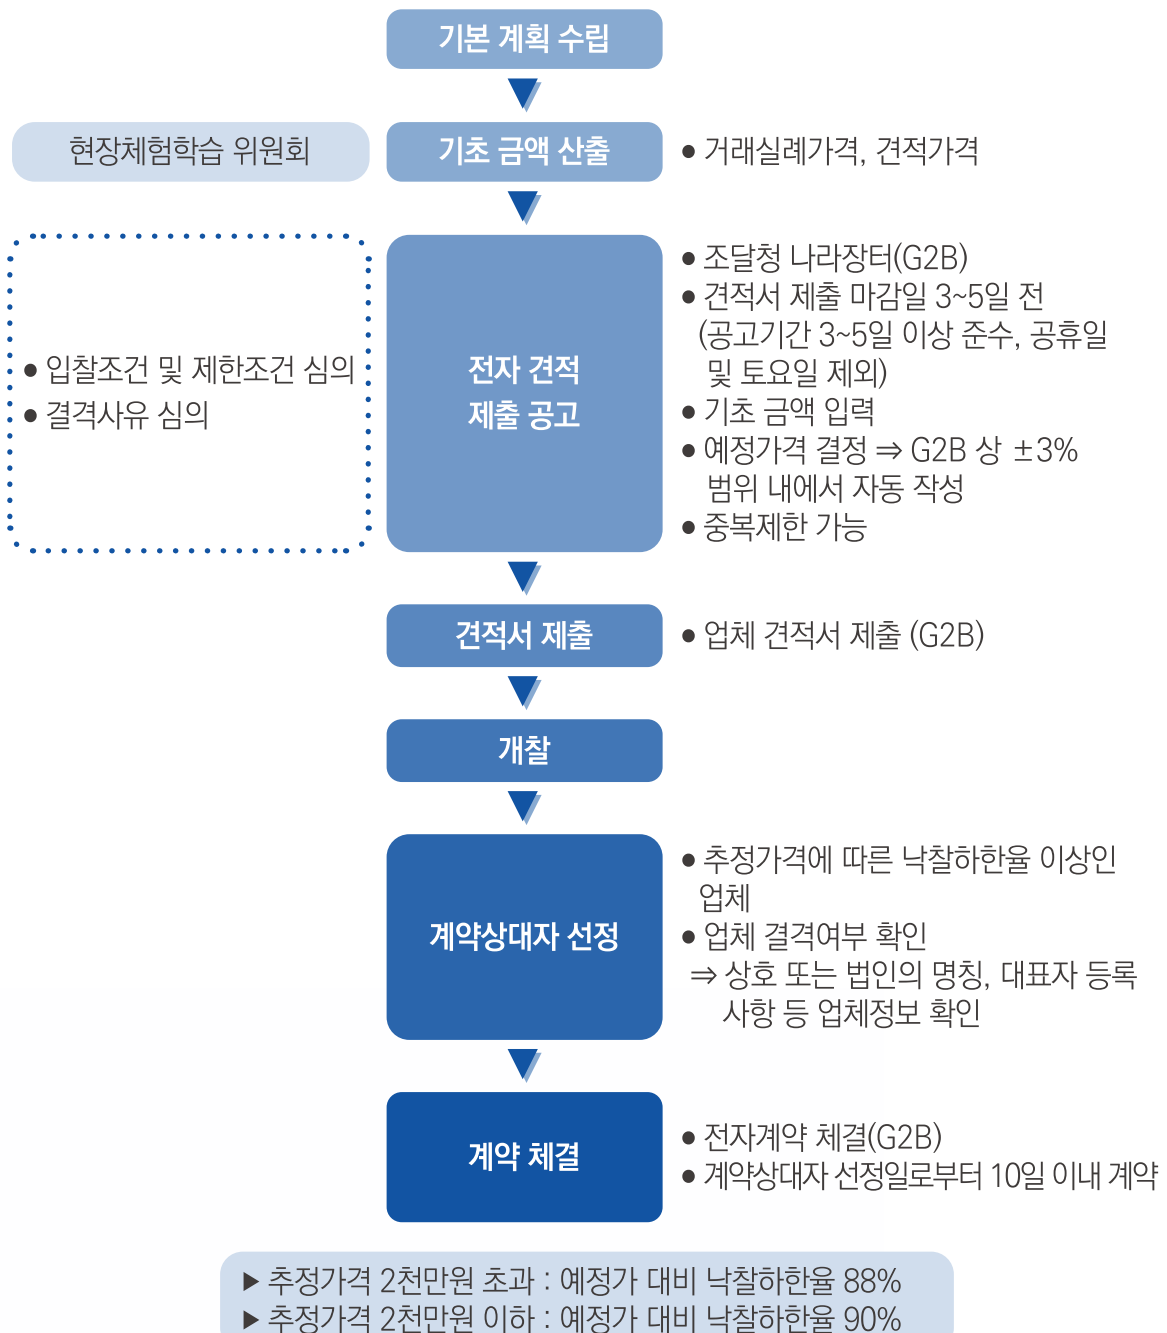 기본 계획 수립
현장체험학습 위원회
기초 금액 산출
● 거래실례가격, 견적가격
● 입찰조건 및 제한조건 심의
● 결격사유 심의
전자 견적
제출 공고
● 조달청 나라장터(G2B)
● 견적서 제출 마감일 3~5일 전
(공고기간 3~5일 이상 준수, 공휴일
및 토요일 제외)
● 기초 금액 입력
● 예정가격 결정 ⇒ G2B 상 ±3%
범위 내에서 자동 작성
● 중복제한 가능
견적서 제출
● 업체 견적서 제출 (G2B)
개찰
계약상대자 선정
● 추정가격에 따른 낙찰하한율 이상인
업체
● 업체 결격여부 확인
⇒ 상호 또는 법인의 명칭, 대표자 등록
사항 등 업체정보 확인
계약 체결
● 전자계약 체결(G2B)
● 계약상대자 선정일로부터 10일 이내 계약
▶ 추정가격 2천만원 초과 : 예정가 대비 낙찰하한율 88%
▶ 추정가격 2천만원 이하 : 예정가 대비 낙찰하한율 90%